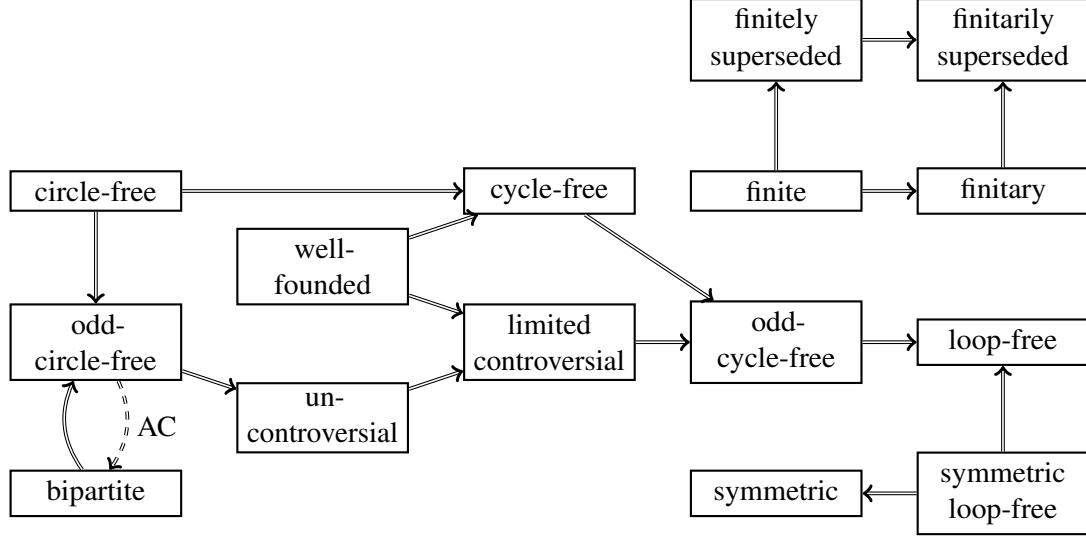 finitely
superseded
finitarily
superseded
circle-free
cycle-free
finite
finitary
well-
founded
odd-
circle-free
limited
controversial
odd-
cycle-free
loop-free
un-
controversial
AC
bipartite
symmetric
symmetric
loop-free